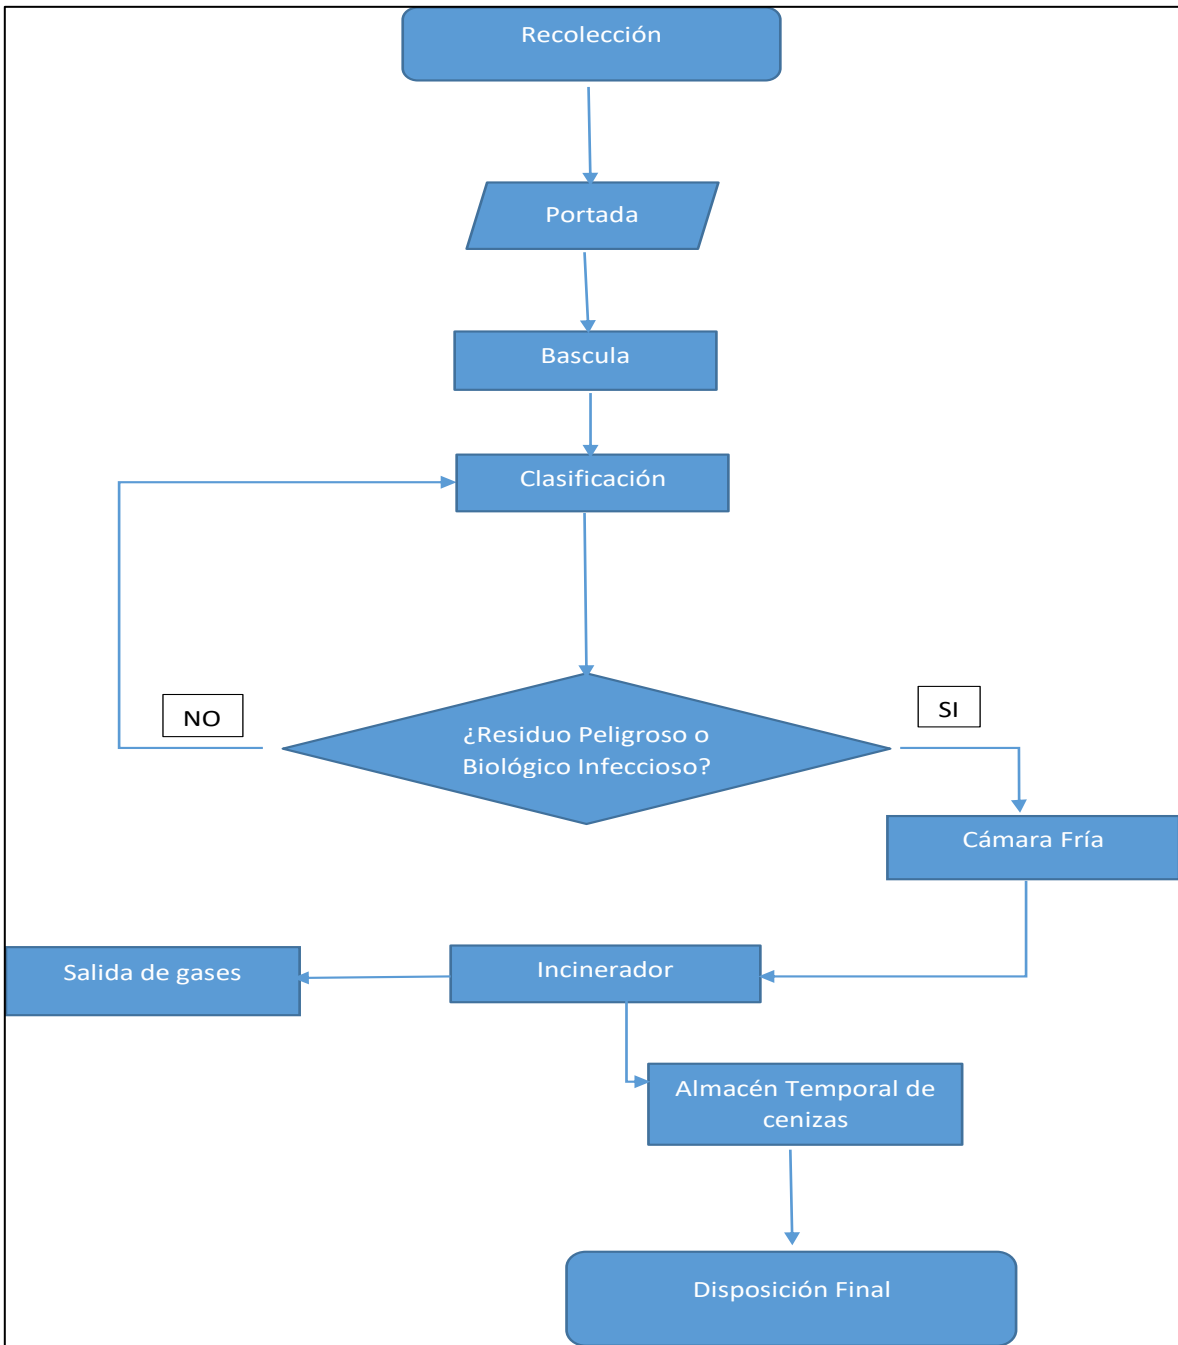 Recolección
Portada
Bascula
Clasificación
NO
SI
¿Residuo Peligroso o
Biológico Infeccioso?
Cámara Fría
Salida de gases
Incinerador
Almacén Temporal de
cenizas
Disposición Final